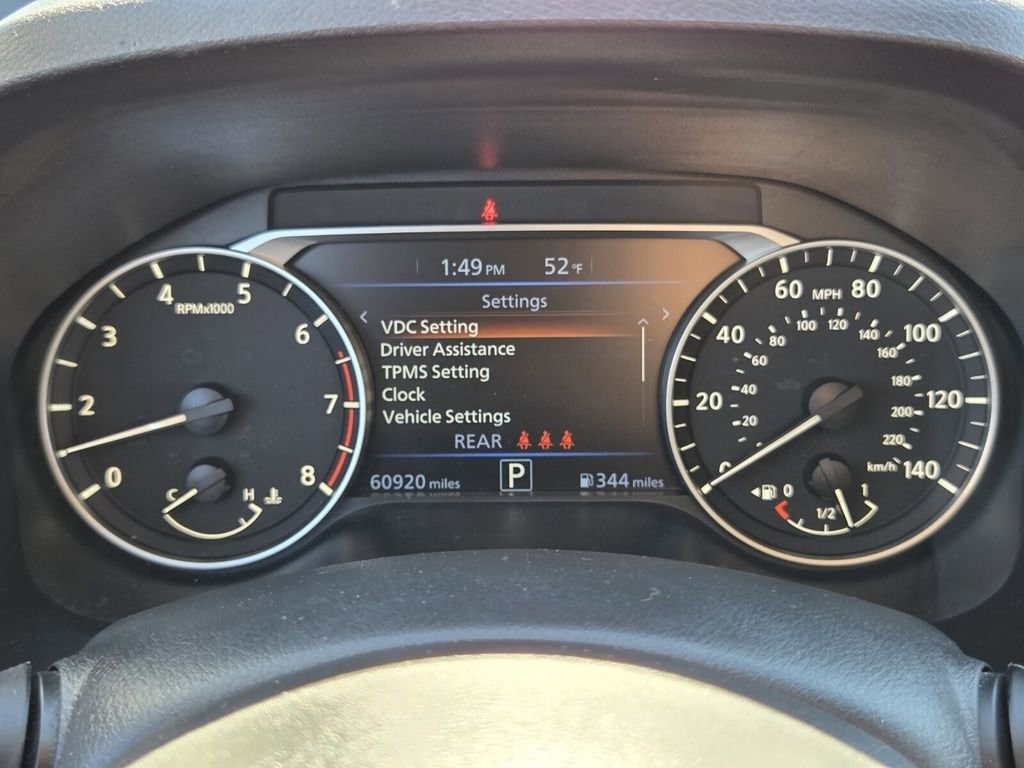 1:49 PM 52 °F
Settings
VDC Setting
Driver Assistance
TPMS Setting
Clock
Vehicle Settings
REAR
60920 miles P 344 miles
RPMx1000
0 2 3 4 5 6 7 8
C H
MPH
0 20 40 60 80 100 120 140
20 40 60 80 100 120 140 160 180 200 220
km/h
0 1/2 1